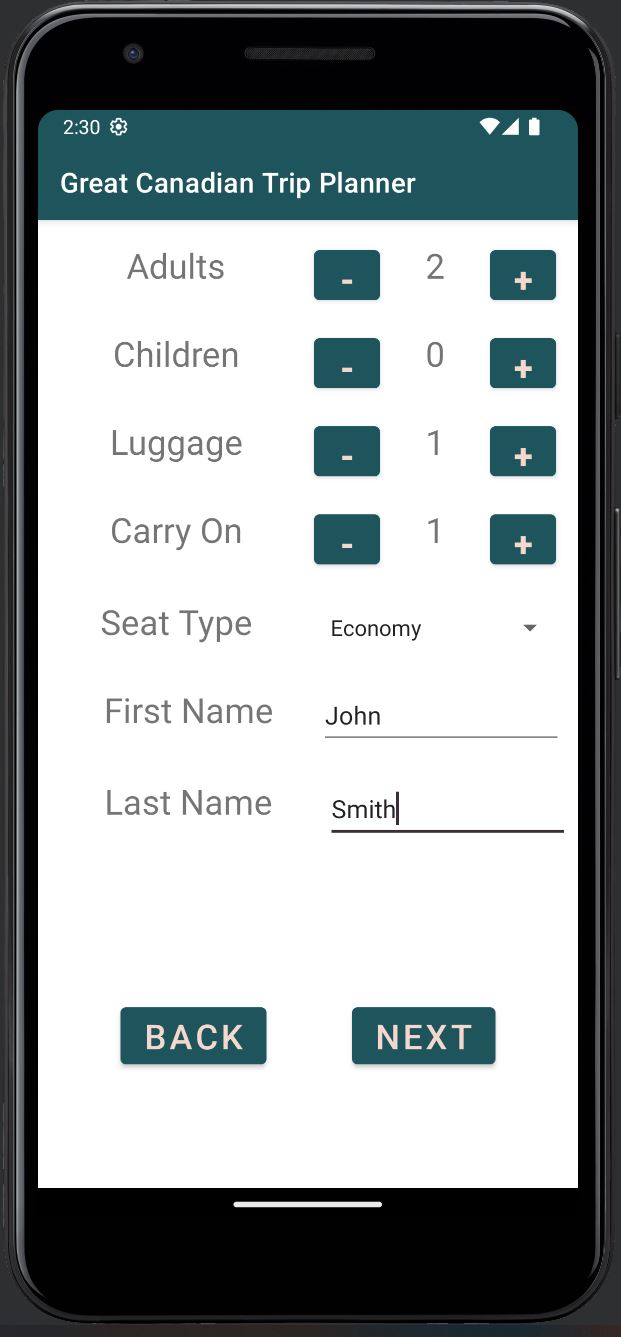 2:30
Great Canadian Trip Planner
Adults - 2 +
Children - 0 +
Luggage - 1 +
Carry On - 1 +
Seat Type Economy
First Name John
Last Name Smith
BACK NEXT